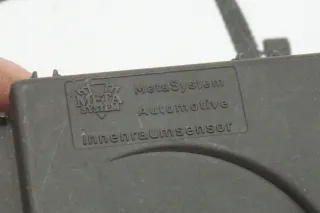 META
SYSTEM
MetaSystem
Automotive
Innenraumsensor